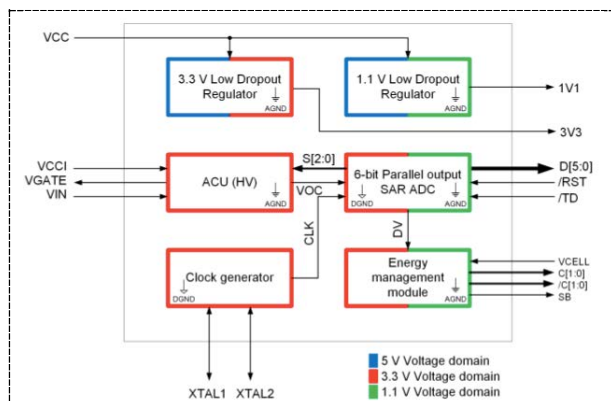 VCC
3.3 V Low Dropout
Regulator
AGND
1.1 V Low Dropout
Regulator
AGND
1V1
3V3
VCCI
VGATE
VIN
ACU (HV)
AGND
S[2:0]
VOC
6-bit Parallel output
SAR ADC
DGND
AGND
D[5:0]
/RST
/TD
CLK
DV
Clock generator
DGND
Energy
management
module
AGND
VCELL
C[1:0]
/C[1:0]
SB
XTAL1
XTAL2
5 V Voltage domain
3.3 V Voltage domain
1.1 V Voltage domain